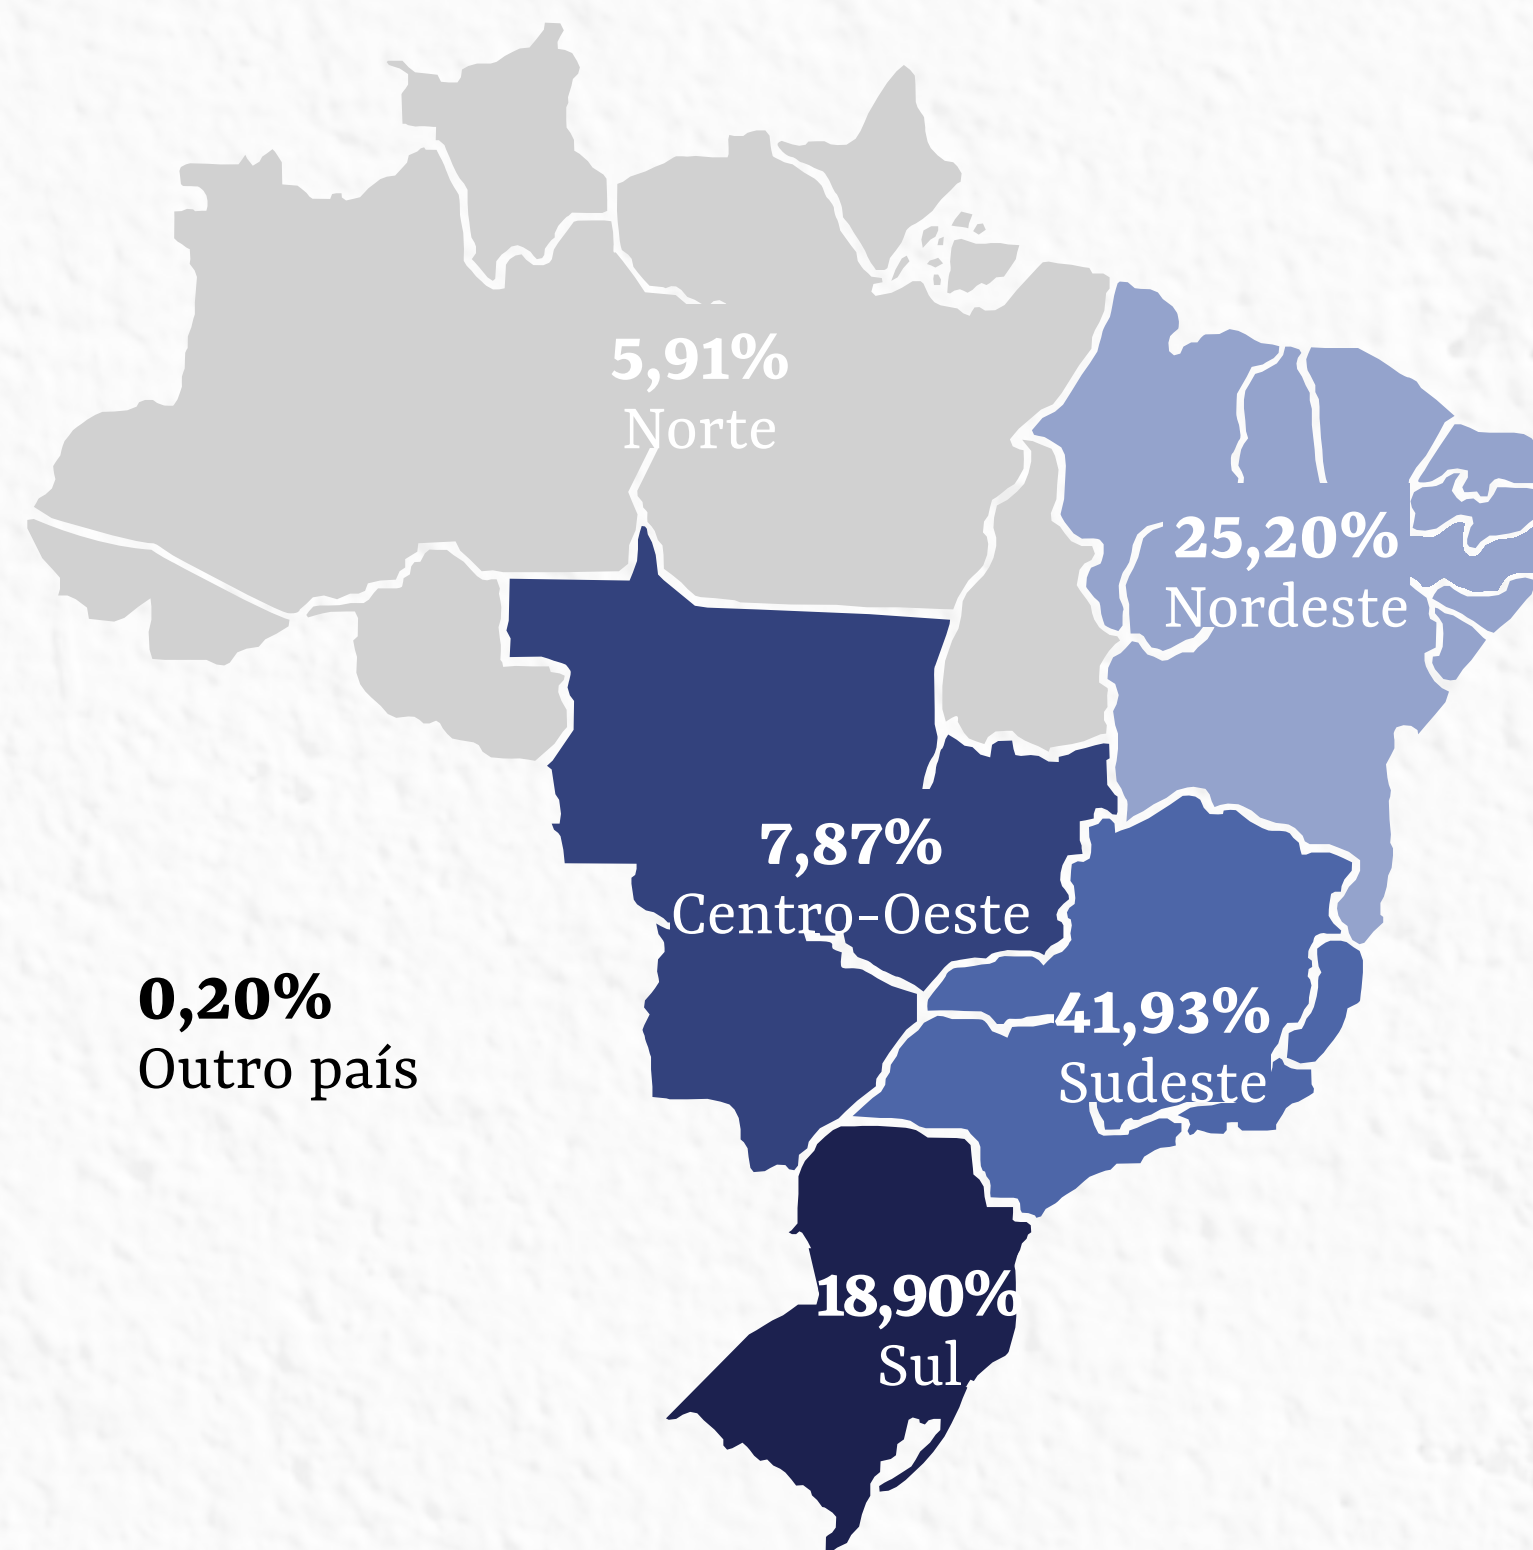 5,91%
Norte
25,20%
Nordeste
7,87%
Centro-Oeste
0,20%
Outro país
41,93%
Sudeste
18,90%
Sul